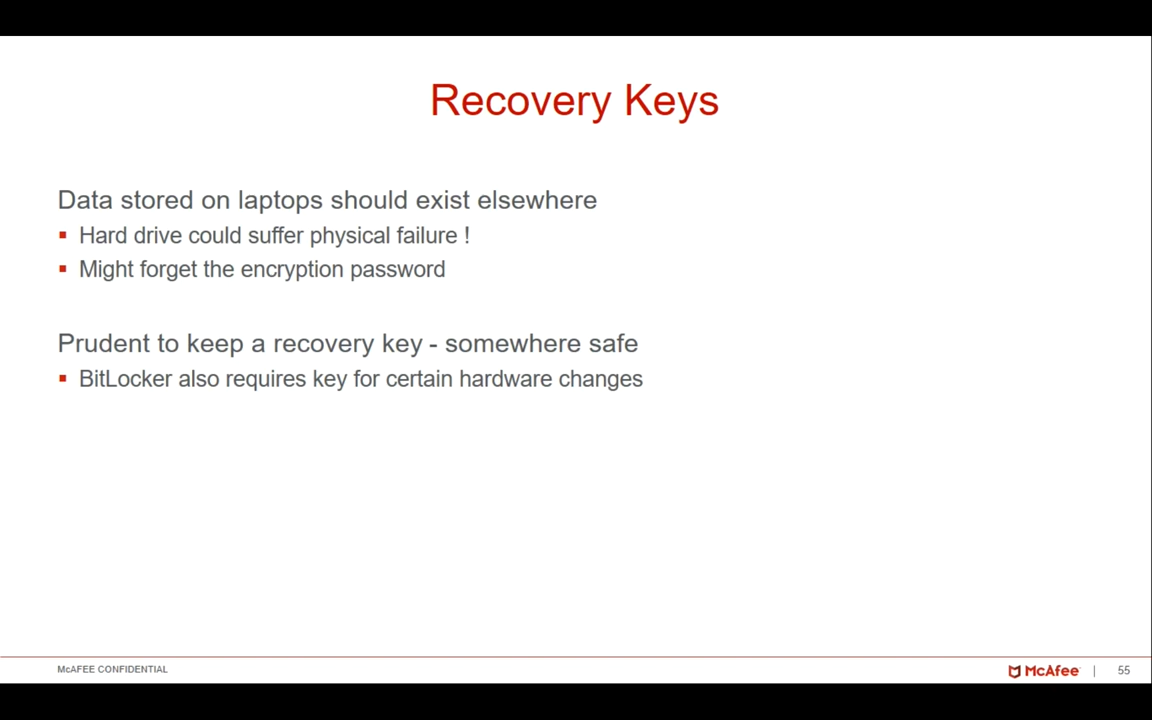 Recovery Keys
Data stored on laptops should exist elsewhere
Hard drive could suffer physical failure !
Might forget the encryption password
Prudent to keep a recovery key - somewhere safe
BitLocker also requires key for certain hardware changes
McAFEE CONFIDENTIAL
McAfee | 55